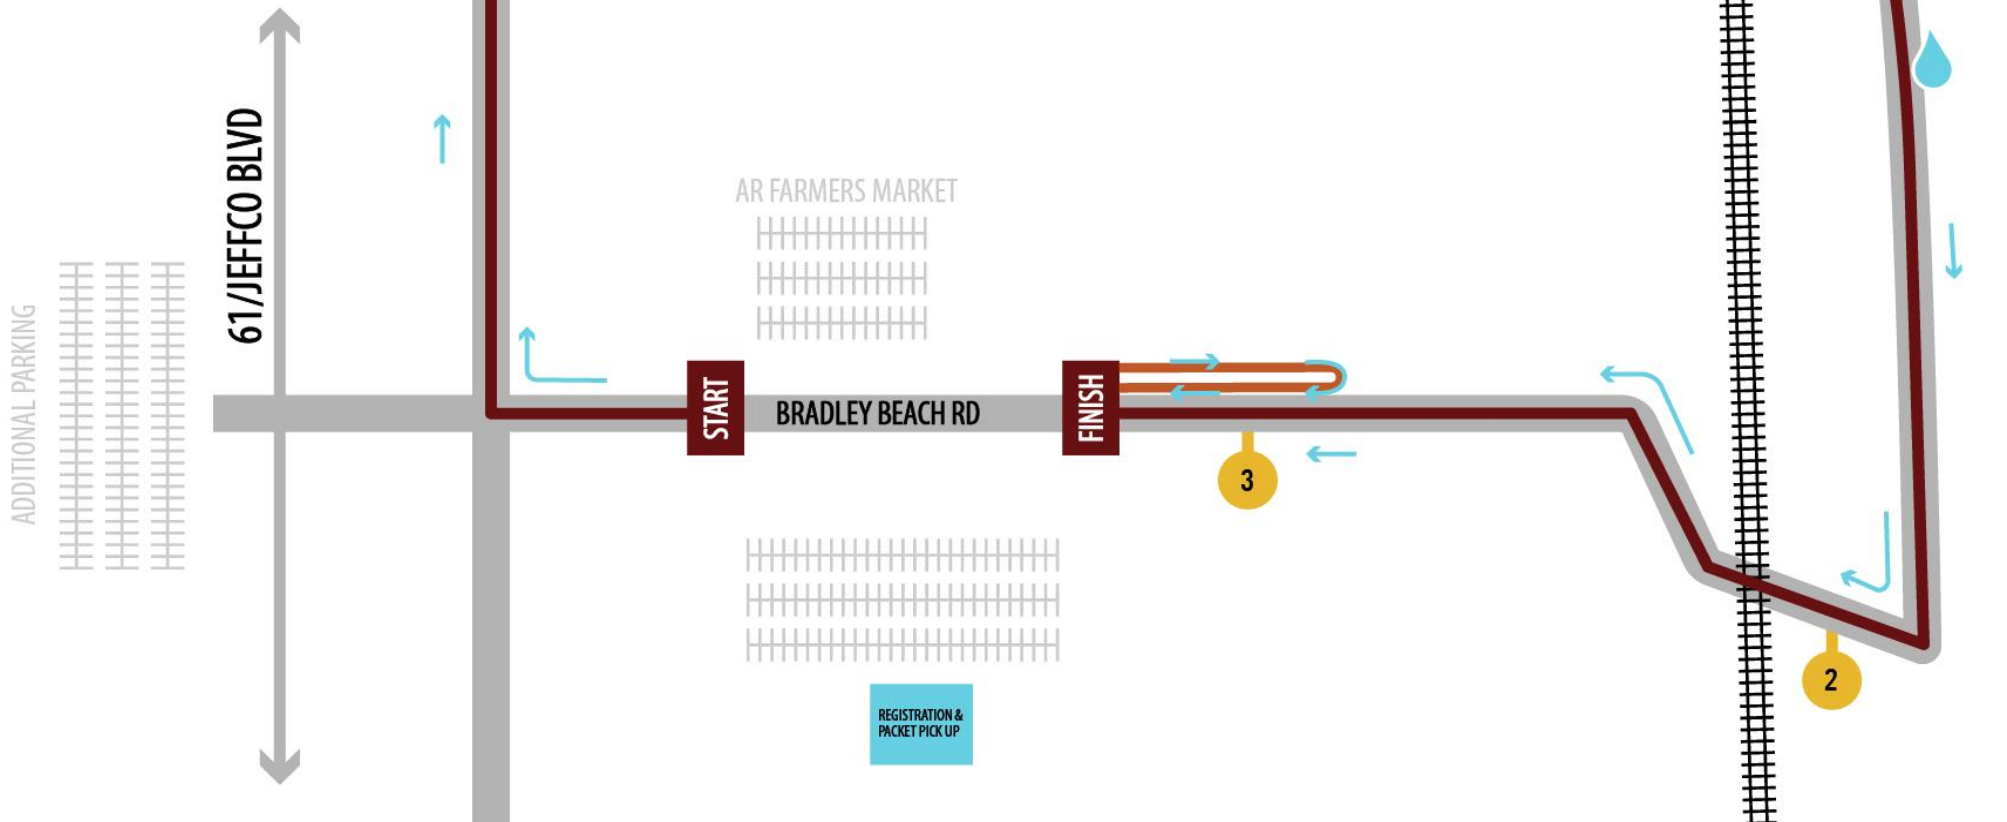 61/JEFFCO BLVD
AR FARMERS MARKET
ADDITIONAL PARKING
START
BRADLEY BEACH RD
FINISH
3
2
REGISTRATION &
PACKET PICK UP